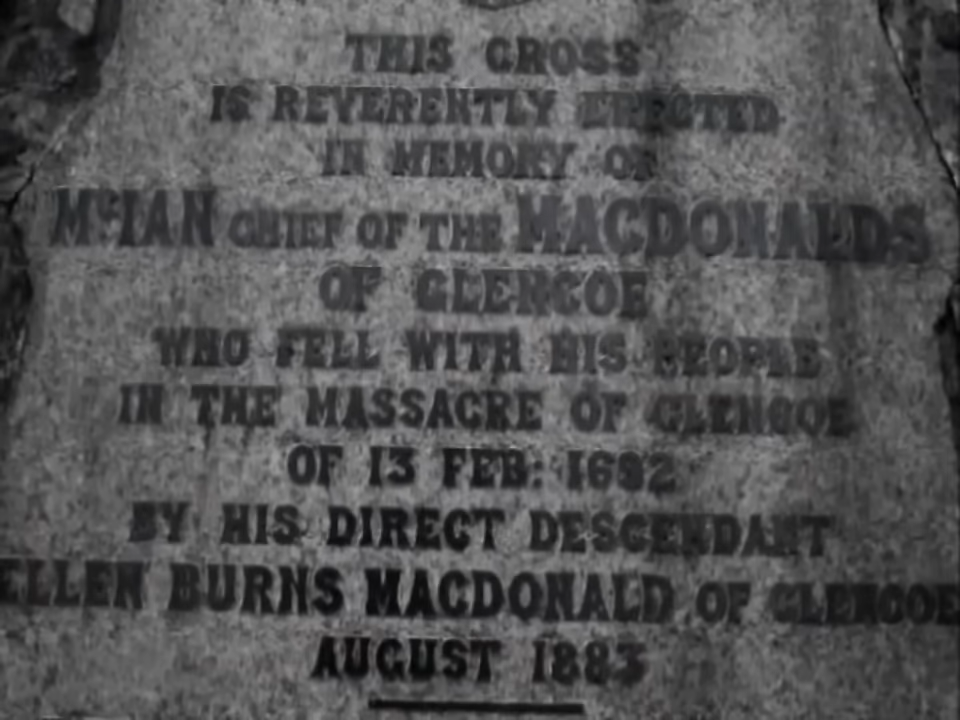 THIS CROSS
IS REVERENTLY ERECTED
IN MEMORY OF
McIAN CHIEF OF THE MACDONALDS
OF GLENCOE
WHO FELL WITH HIS PEOPLE
IN THE MASSACRE OF GLENCOE
OF 13 FEB: 1692
BY HIS DIRECT DESCENDANT
ELLEN BURNS MACDONALD OF GLENCOE
AUGUST 1883